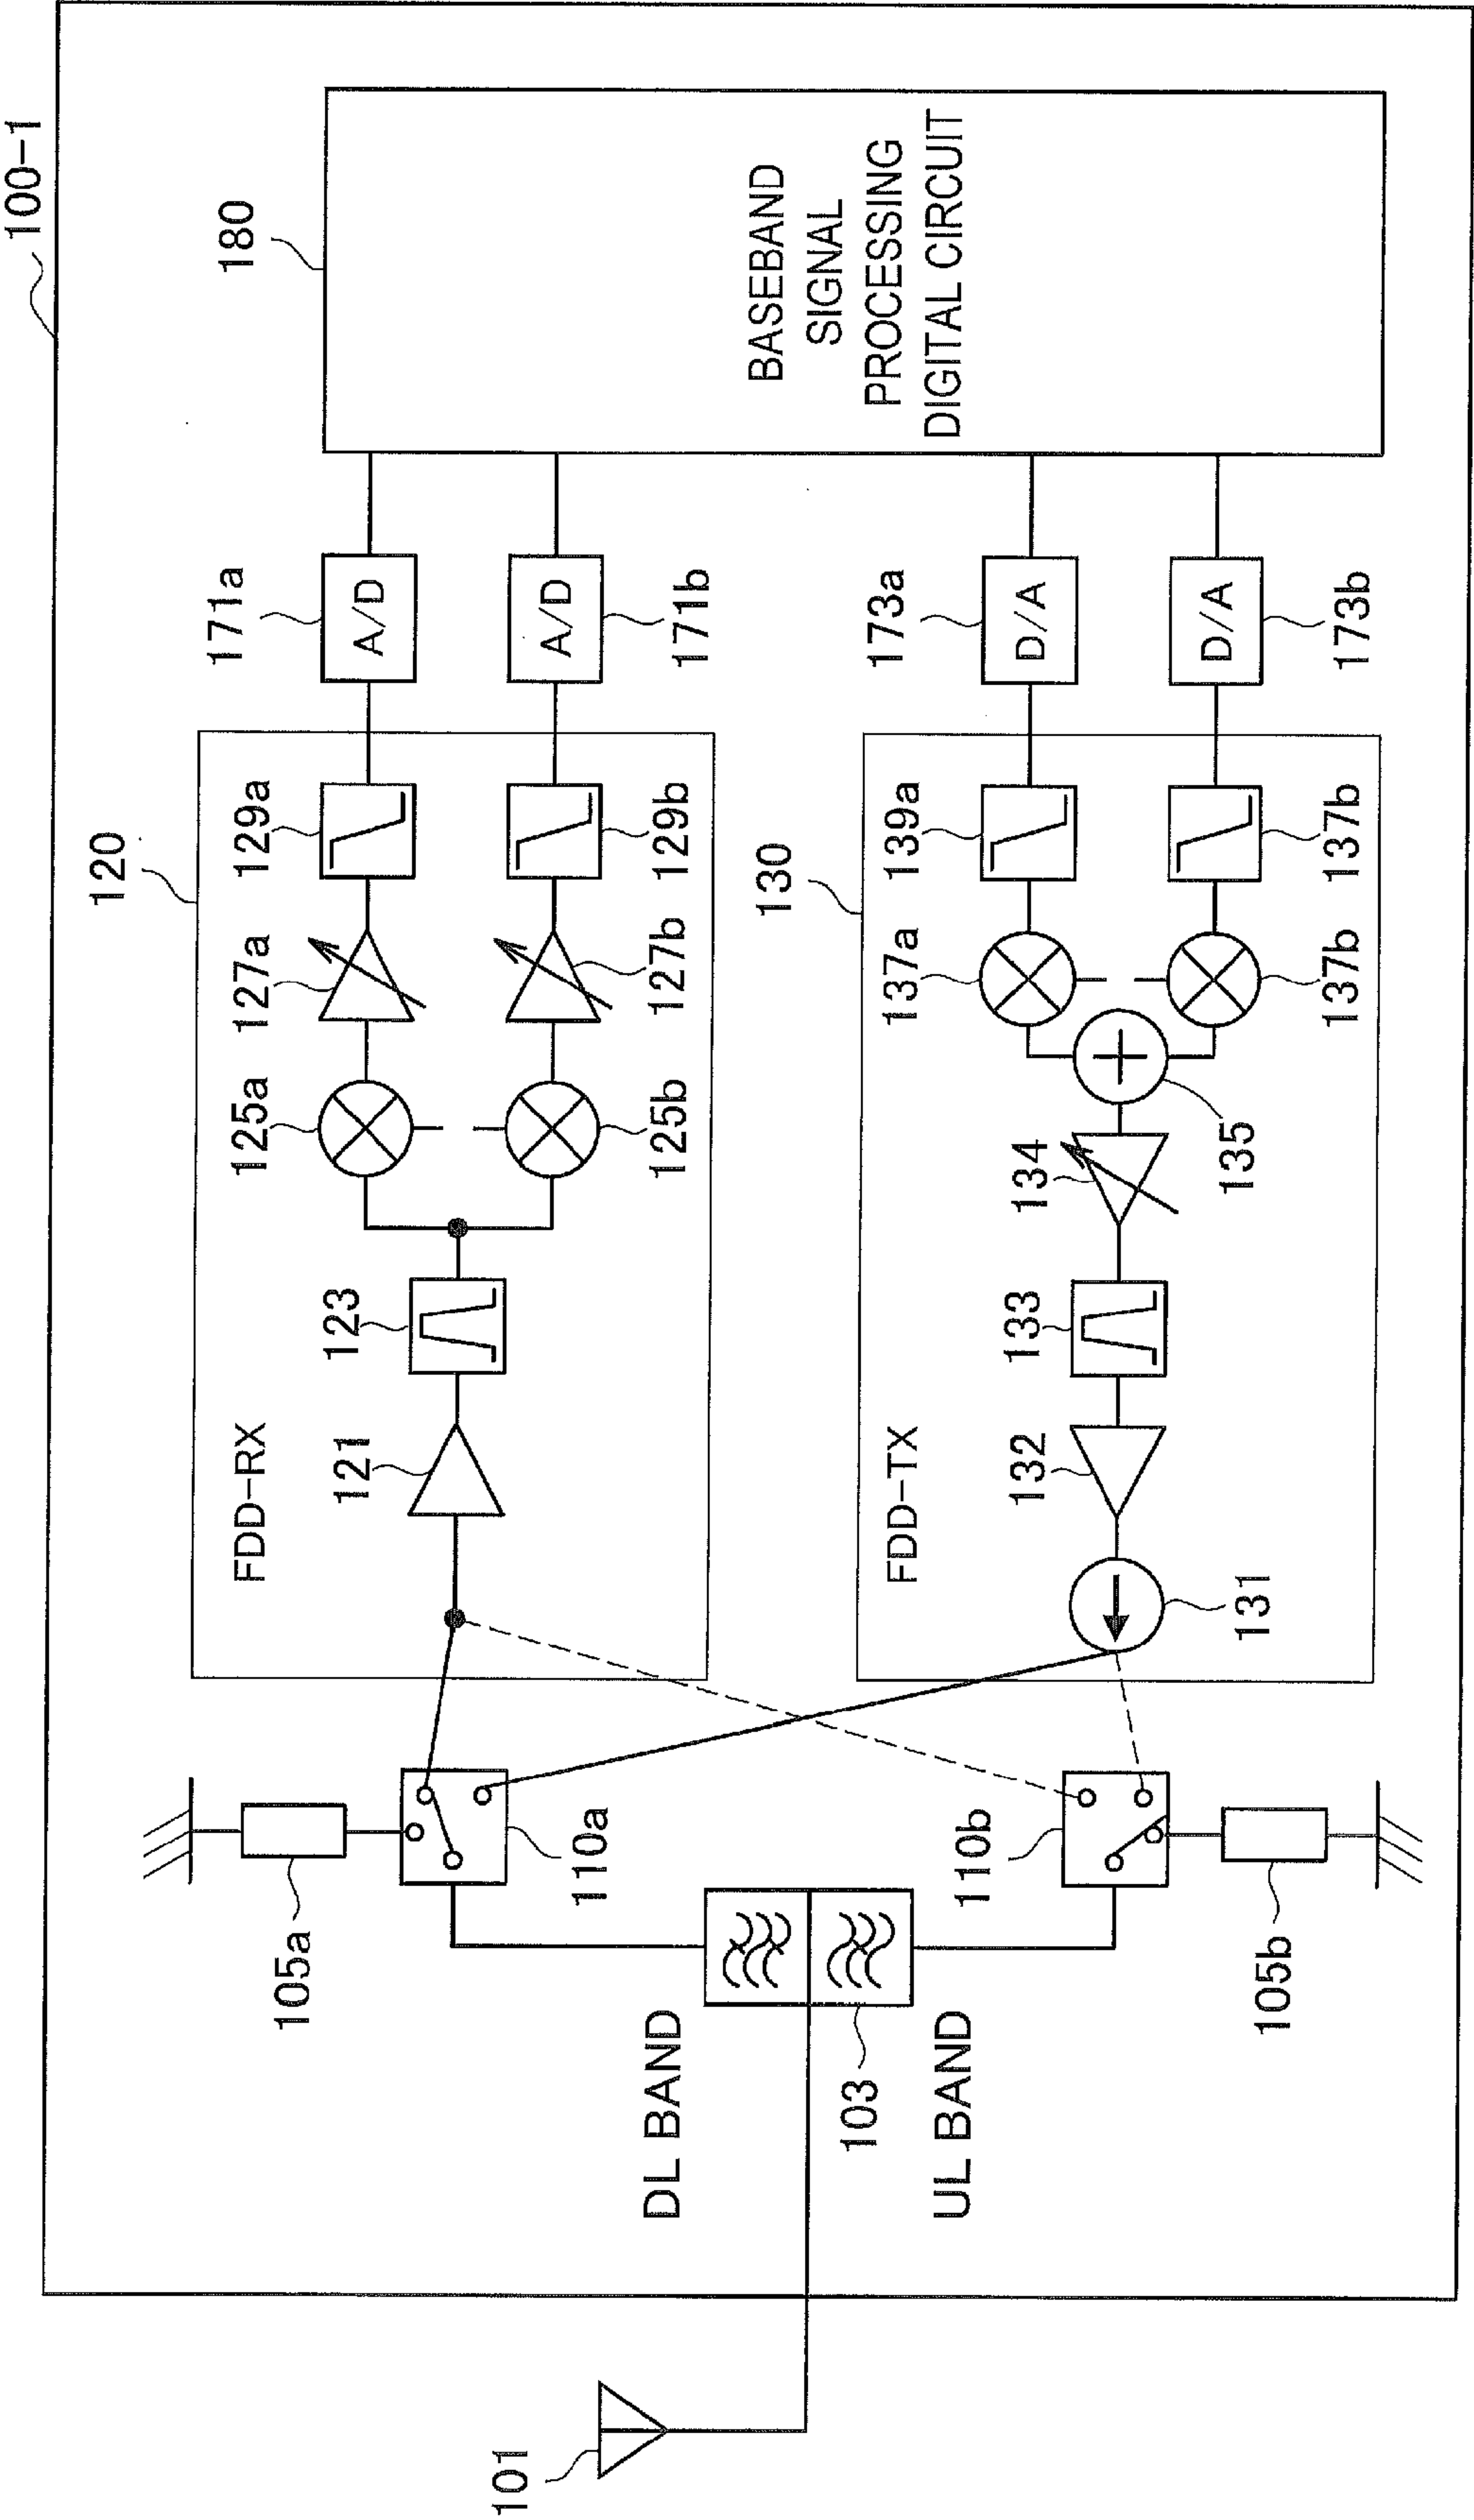 100-1
120
FDD-RX
121
123
125a
125b
127a
127b
129a
129b
171a
A/D
A/D
171b
180
BASEBAND
SIGNAL
PROCESSING
DIGITAL CIRCUIT
105a
110a
DL BAND
101
103
UL BAND
110b
105b
130
FDD-TX
131
132
133
134
135
137a
137b
139a
137b
173a
D/A
D/A
173b